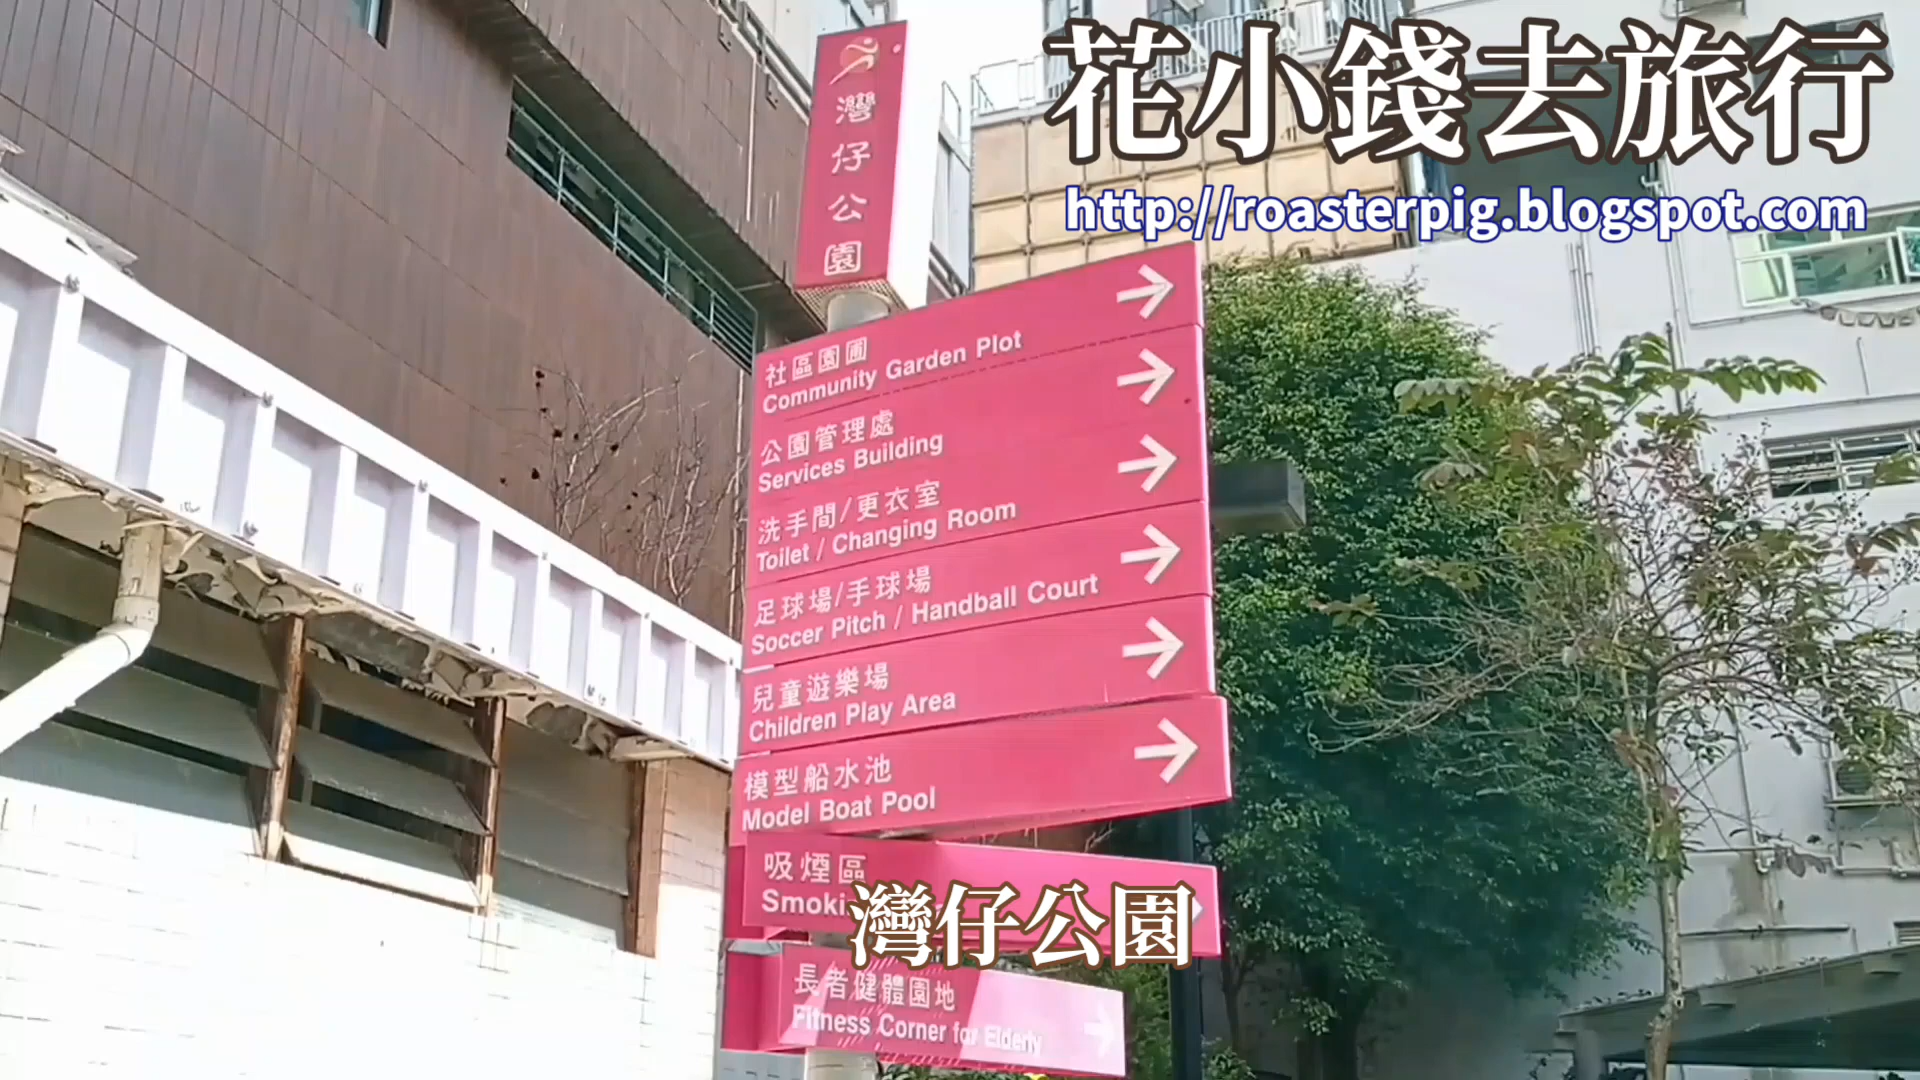 花小錢去旅行
http://roasterpig.blogspot.com
灣仔公園
社區園圃
Community Garden Plot
公園管理處
Services Building
洗手間/更衣室
Toilet / Changing Room
足球場/手球場
Soccer Pitch / Handball Court
兒童遊樂場
Children Play Area
模型船水池
Model Boat Pool
吸煙區
灣仔公園
長者健體園地
Fitness Corner for Elderly